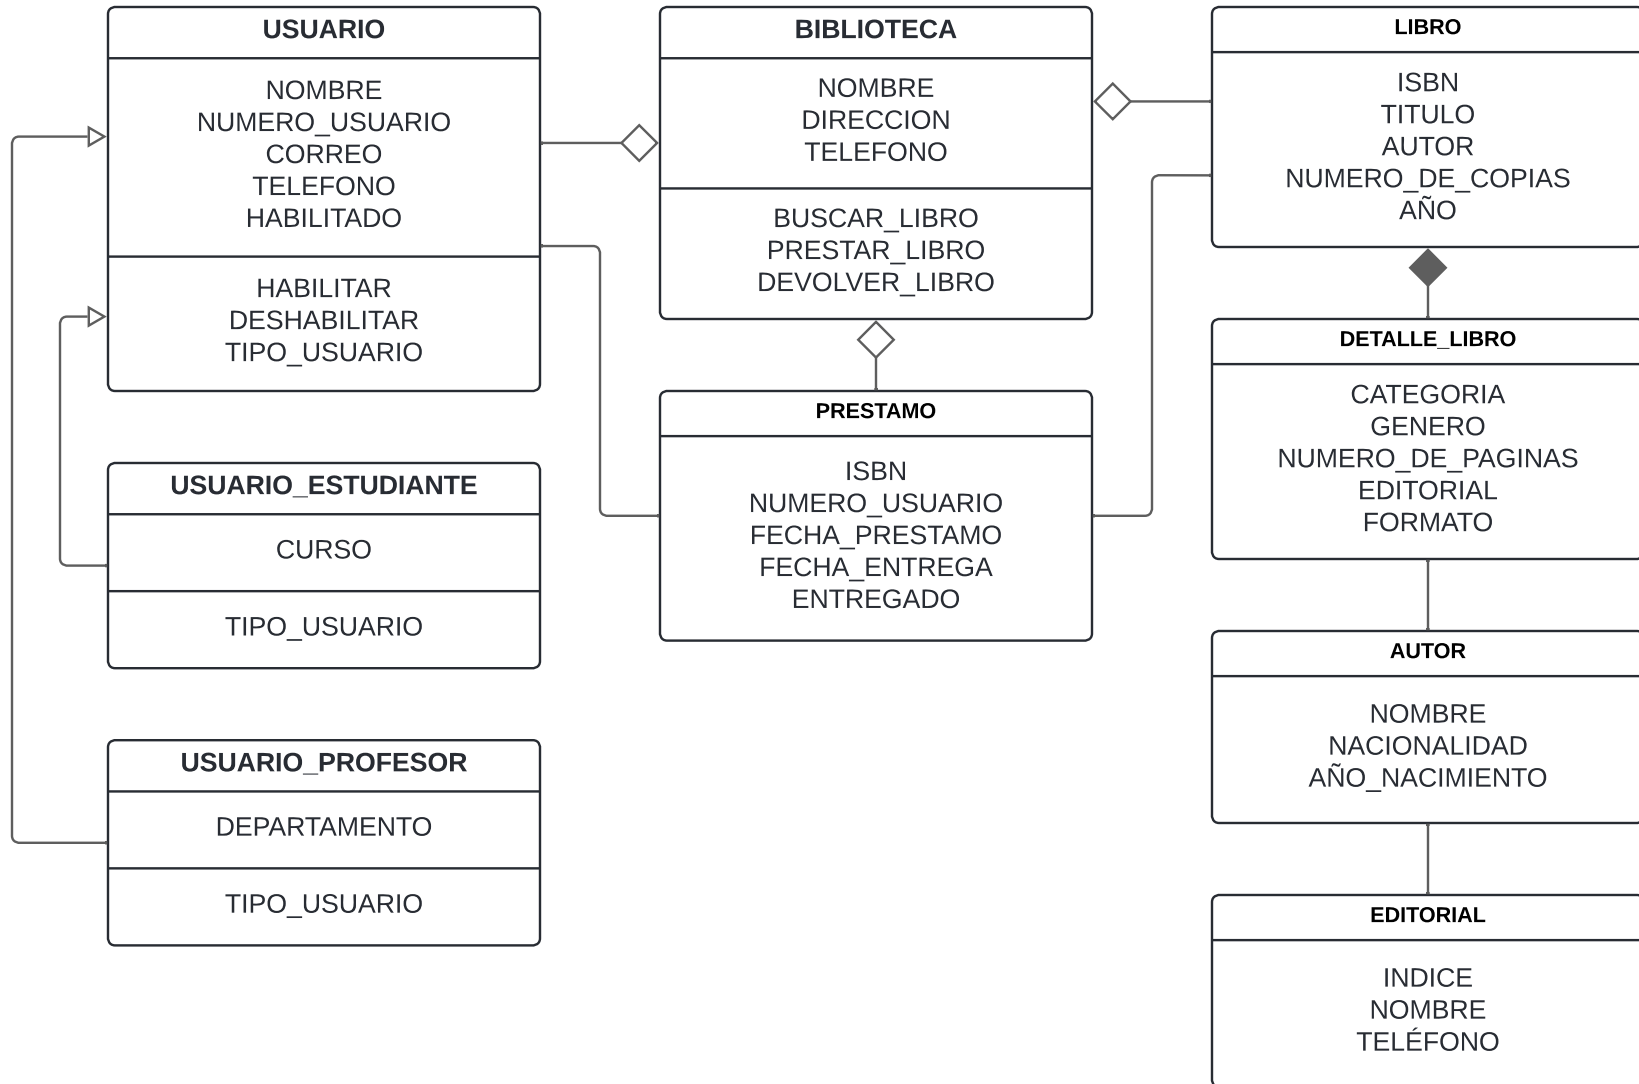 USUARIO
NOMBRE
NUMERO_USUARIO
CORREO
TELEFONO
HABILITADO
HABILITAR
DESHABILITAR
TIPO_USUARIO
USUARIO_ESTUDIANTE
CURSO
TIPO_USUARIO
USUARIO_PROFESOR
DEPARTAMENTO
TIPO_USUARIO
BIBLIOTECA
NOMBRE
DIRECCION
TELEFONO
BUSCAR_LIBRO
PRESTAR_LIBRO
DEVOLVER_LIBRO
PRESTAMO
ISBN
NUMERO_USUARIO
FECHA_PRESTAMO
FECHA_ENTREGA
ENTREGADO
LIBRO
ISBN
TITULO
AUTOR
NUMERO_DE_COPIAS
AÑO
DETALLE_LIBRO
CATEGORIA
GENERO
NUMERO_DE_PAGINAS
EDITORIAL
FORMATO
AUTOR
NOMBRE
NACIONALIDAD
AÑO_NACIMIENTO
EDITORIAL
INDICE
NOMBRE
TELÉFONO